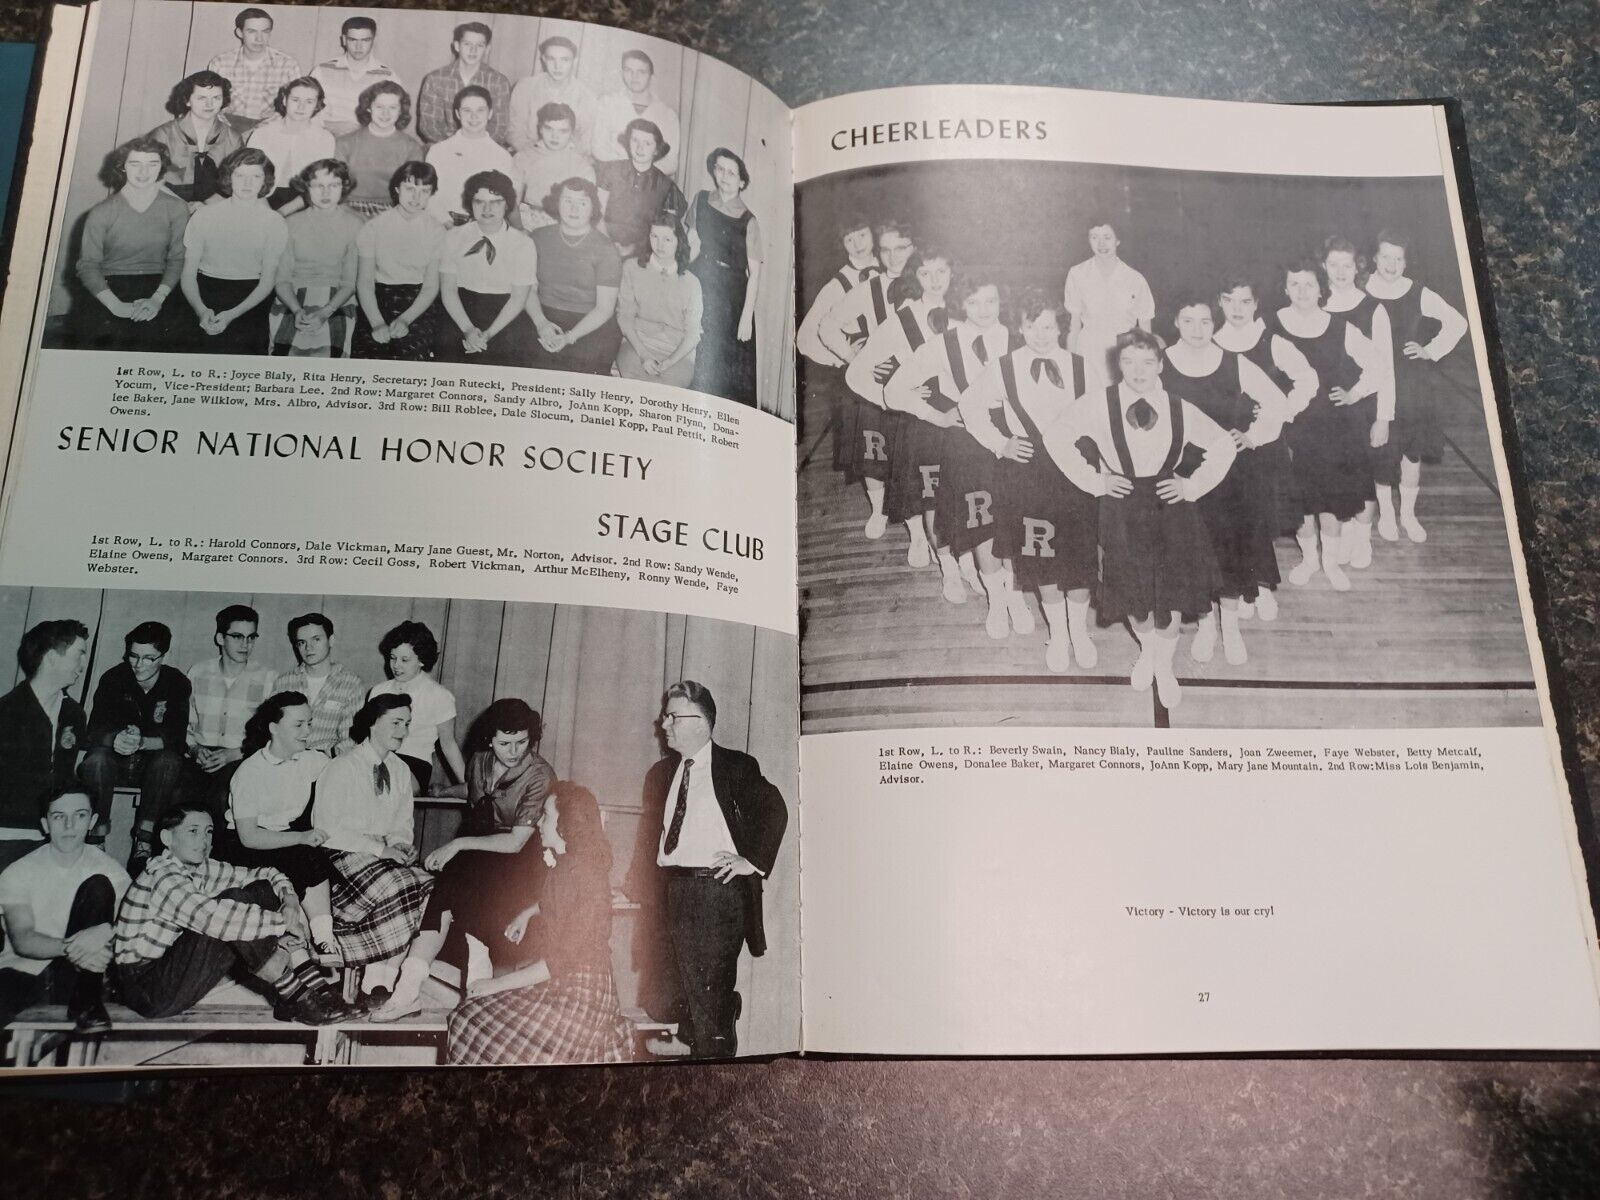 1st Row, L. to R.: Joyce Bialy, Rita Henry, Secretary; Joan Rutecki, President; Sally Henry, Dorothy Henry, Ellen
Yocum, Vice-President; Barbara Lee. 2nd Row: Margaret Connors, Sandy Albro, JoAnn Kopp, Sharon Flynn, Dona-
lee Baker, Jane Wilklow, Mrs. Albro, Advisor. 3rd Row: Bill Roblee, Dale Slocum, Daniel Kopp, Paul Pettit, Robert
Owens.
SENIOR NATIONAL HONOR SOCIETY
STAGE CLUB
1st Row, L. to R.: Harold Connors, Dale Vickman, Mary Jane Guest, Mr. Norton, Advisor. 2nd Row: Sandy Wende,
Elaine Owens, Margaret Connors. 3rd Row: Cecil Goss, Robert Vickman, Arthur McElheny, Ronny Wende, Faye
Webster.
CHEERLEADERS
R
F
R
R
1st Row, L. to R.: Beverly Swain, Nancy Bialy, Pauline Sanders, Joan Zweemer, Faye Webster, Betty Metcalf,
Elaine Owens, Donalee Baker, Margaret Connors, JoAnn Kopp, Mary Jane Mountain. 2nd Row: Miss Lois Benjamin,
Advisor.
Victory - Victory is our cry!
27